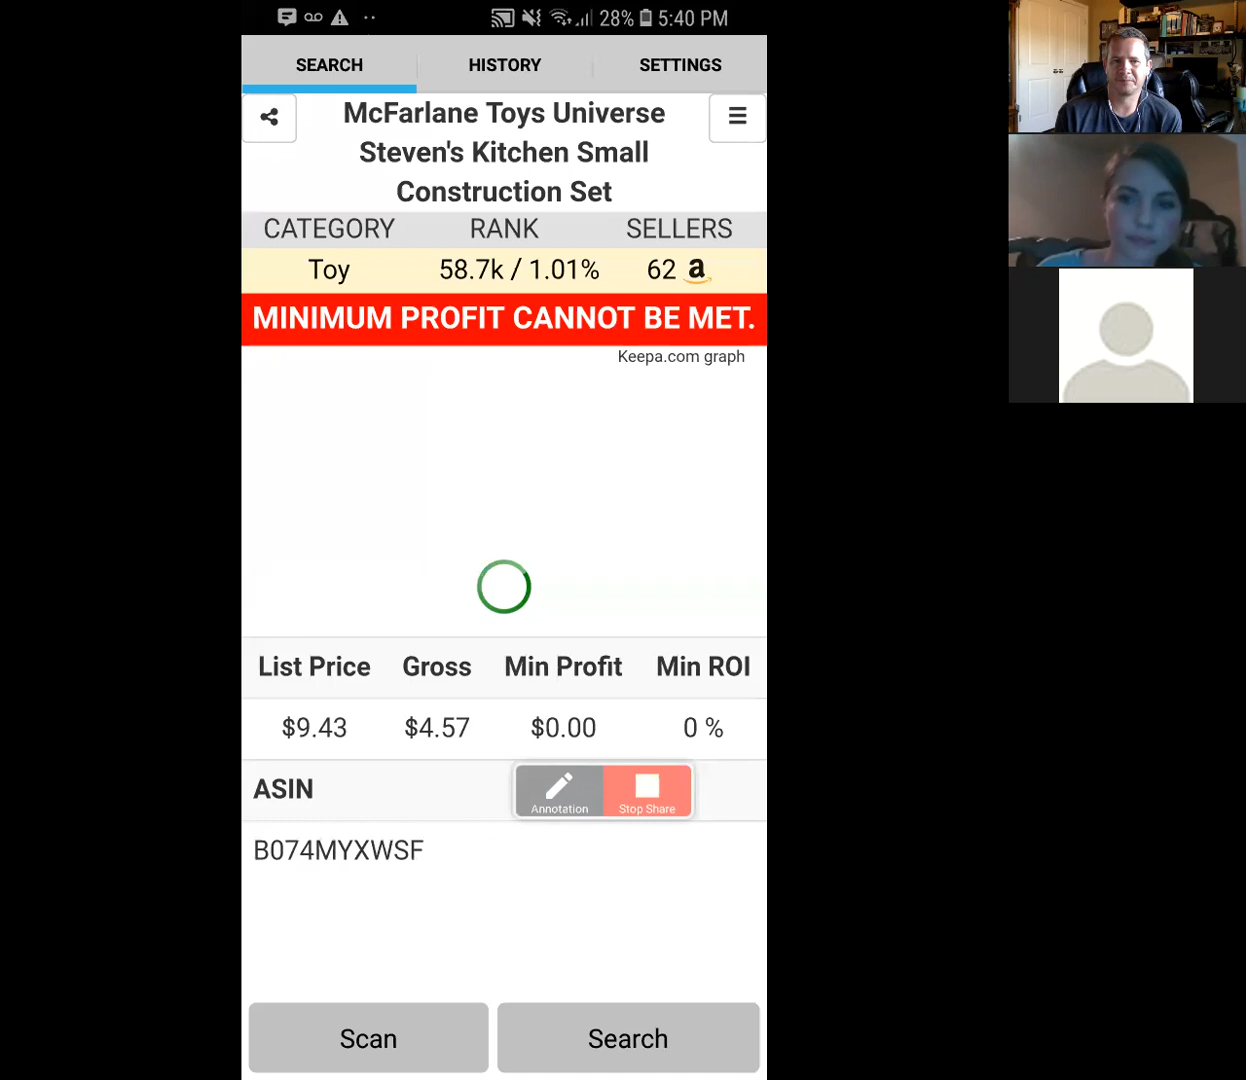 28% 5:40 PM
SEARCH HISTORY SETTINGS
McFarlane Toys Universe
Steven's Kitchen Small
Construction Set
CATEGORY RANK SELLERS
Toy 58.7k / 1.01% 62 a
MINIMUM PROFIT CANNOT BE MET.
Keepa.com graph
List Price Gross Min Profit Min ROI
$9.43 $4.57 $0.00 0 %
ASIN
Annotation Stop Share
B074MYXWSF
Scan Search